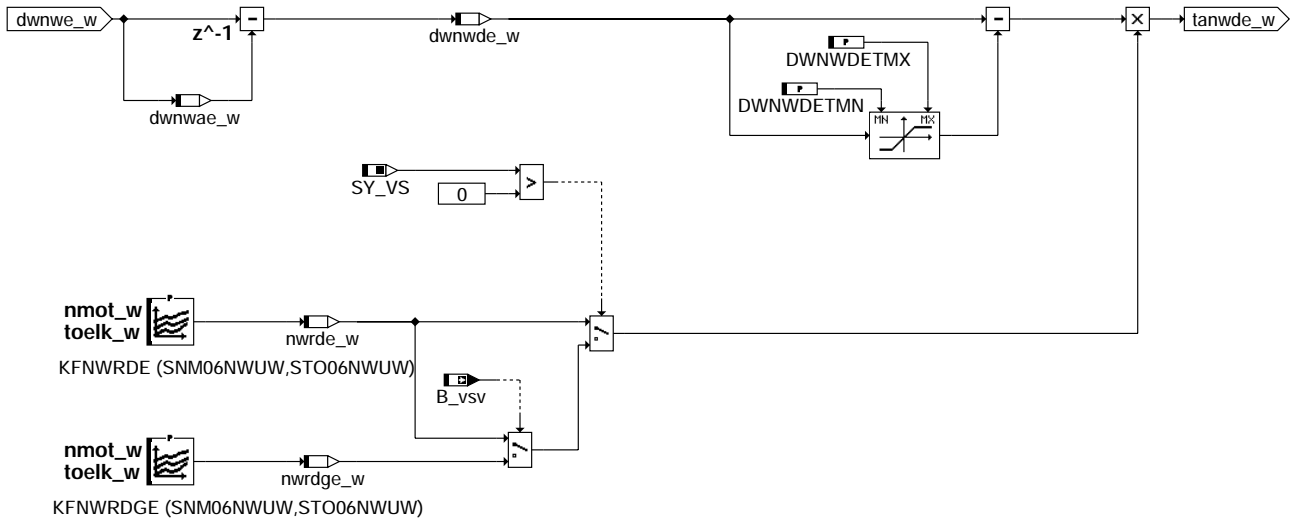 dwnwe_w
z^-1
dwnwde_w
dwnwae_w
tanwde_w
DWNWDETMX
DWNWDETMN
MN MX
SY_VS
0
>
nmot_w
toelk_w
nwrde_w
KFNWRDE (SNM06NWUW,STO06NWUW)
B_vsv
nmot_w
toelk_w
nwrdge_w
KFNWRDGE (SNM06NWUW,STO06NWUW)
P
P
P
P